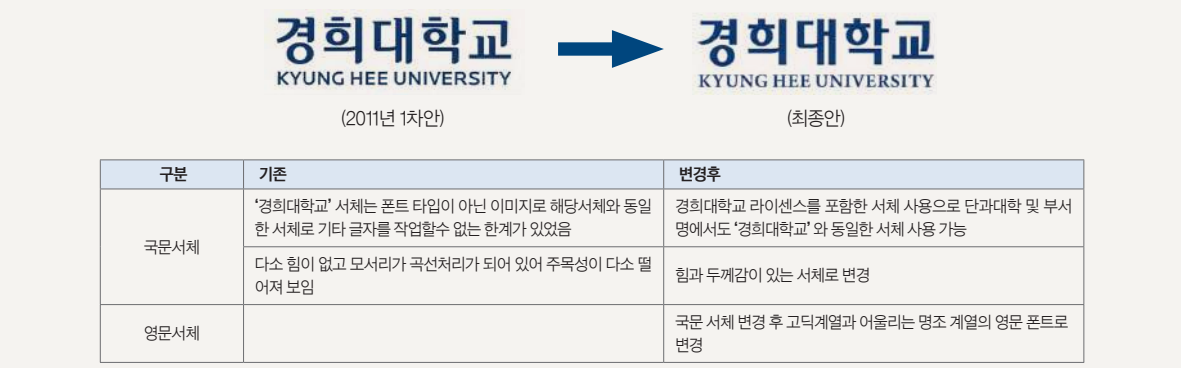 경희대학교
KYUNG HEE UNIVERSITY
(2011년 1차안)
경희대학교
KYUNG HEE UNIVERSITY
(최종안)
구분 기존 변경후
국문서체
‘경희대학교’ 서체는 폰트 타입이 아닌 이미지로 해당서체와 동일
한 서체로 기타 글자를 작업할수 없는 한계가 있었음
경희대학교 라이센스를 포함한 서체 사용으로 단과대학 및 부서
명에서도 ‘경희대학교’ 와 동일한 서체 사용 가능
다소 힘이 없고 모서리가 곡선처리가 되어 있어 주목성이 다소 떨
어져 보임
힘과 두께감이 있는 서체로 변경
영문서체
국문 서체 변경 후 고딕계열과 어울리는 명조 계열의 영문 폰트로
변경